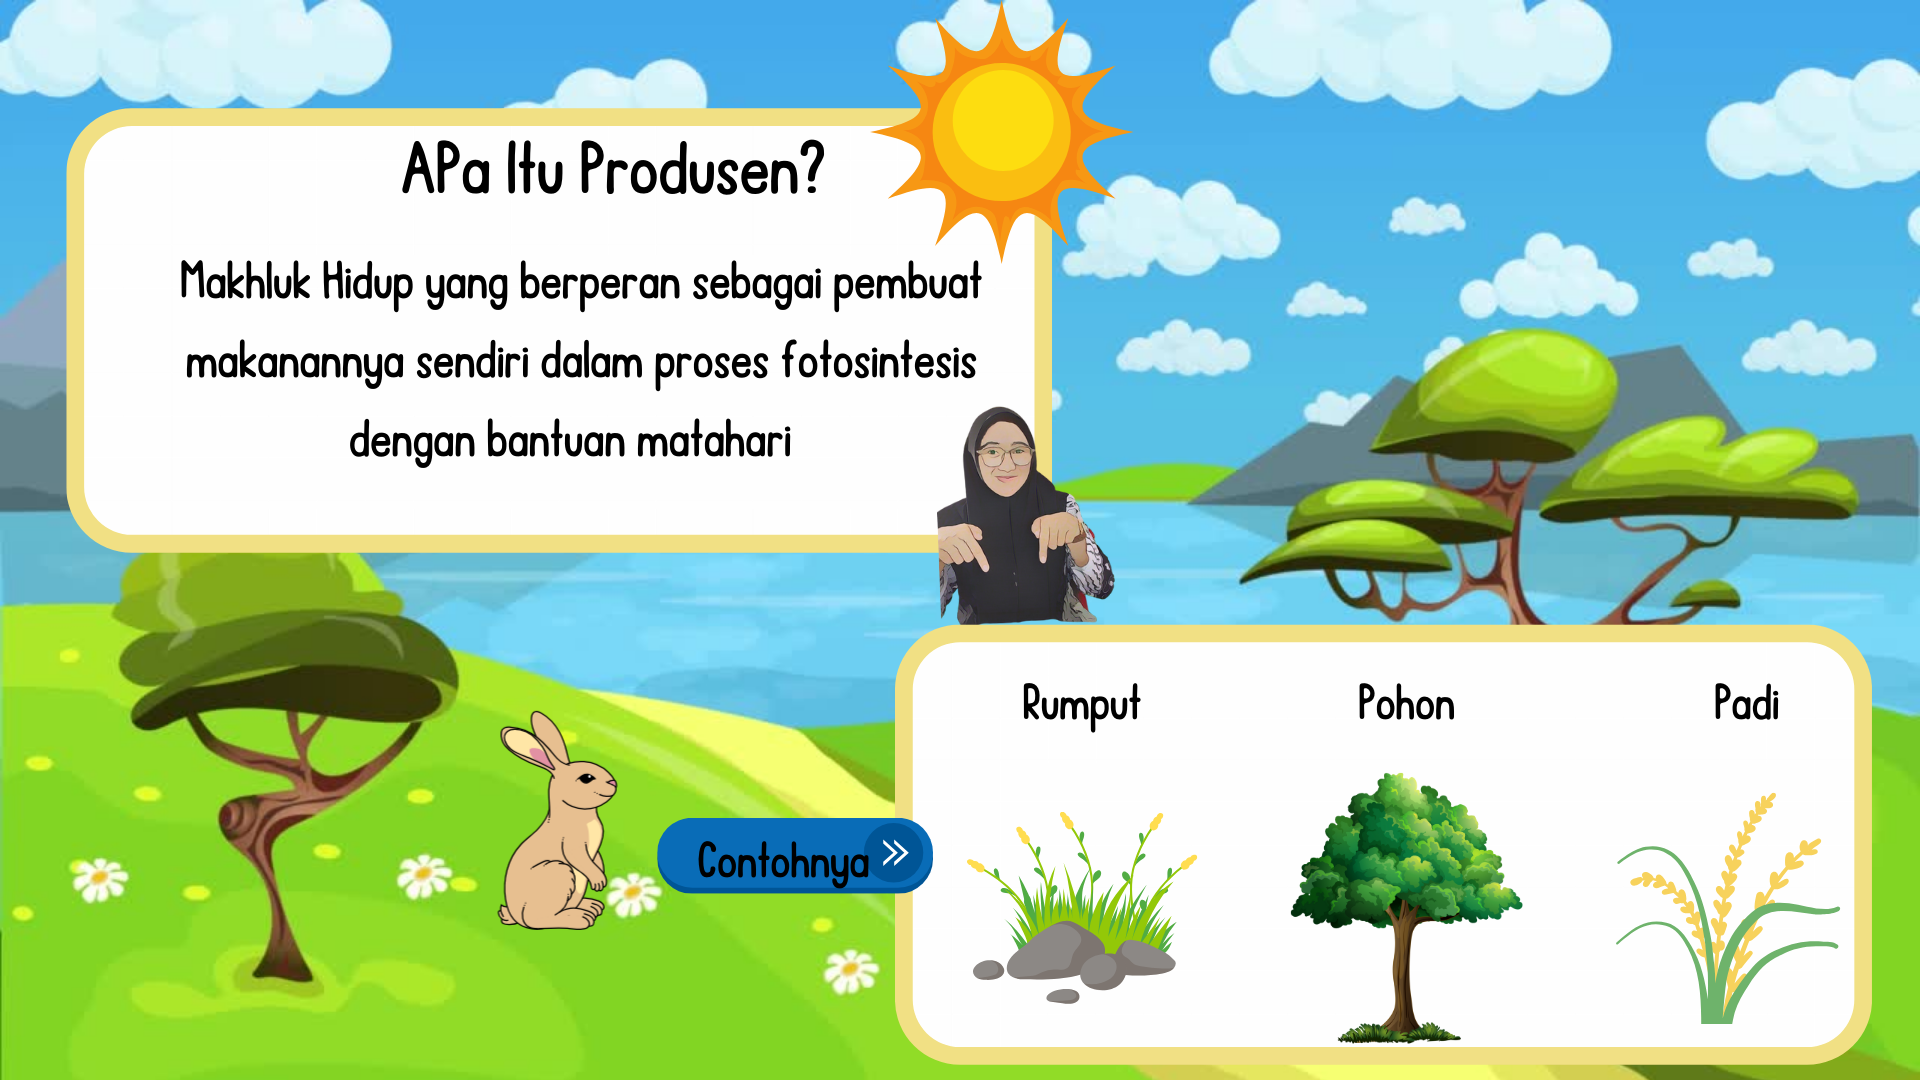 APa Itu Produsen?
Makhluk Hidup yang berperan sebagai pembuat
makanannya sendiri dalam proses fotosintesis
dengan bantuan matahari
Contohnya
Rumput
Pohon
Padi